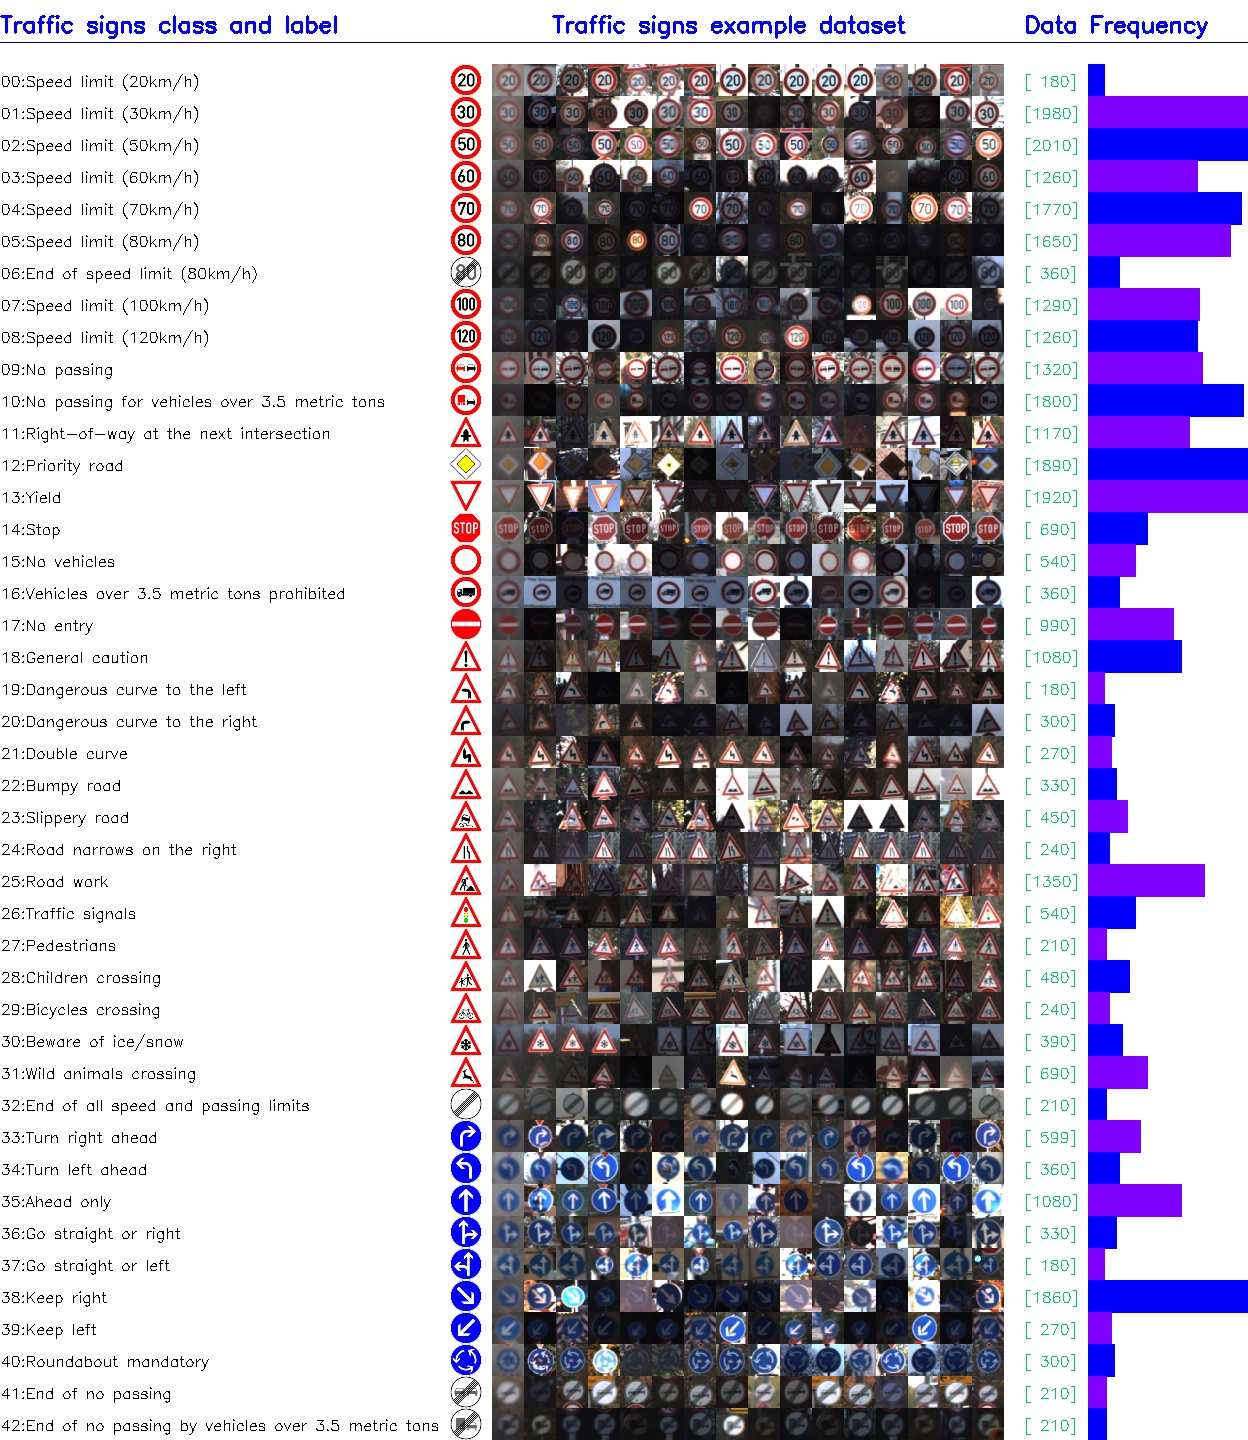 Traffic signs class and label Traffic signs example dataset Data Frequency
00:Speed limit (20km/h) 20 [ 180]
01:Speed limit (30km/h) 30 [1980]
02:Speed limit (50km/h) 50 [2010]
03:Speed limit (60km/h) 60 [1260]
04:Speed limit (70km/h) 70 [1770]
05:Speed limit (80km/h) 80 [1650]
06:End of speed limit (80km/h) 80 [ 360]
07:Speed limit (100km/h) 100 [1290]
08:Speed limit (120km/h) 120 [1260]
09:No passing [1320]
10:No passing for vehicles over 3.5 metric tons [1800]
11:Right-of-way at the next intersection [1170]
12:Priority road [1890]
13:Yield [1920]
14:Stop STOP [ 690]
15:No vehicles [ 540]
16:Vehicles over 3.5 metric tons prohibited [ 360]
17:No entry [ 990]
18:General caution [1080]
19:Dangerous curve to the left [ 180]
20:Dangerous curve to the right [ 300]
21:Double curve [ 270]
22:Bumpy road [ 330]
23:Slippery road [ 450]
24:Road narrows on the right [ 240]
25:Road work [1350]
26:Traffic signals [ 540]
27:Pedestrians [ 210]
28:Children crossing [ 480]
29:Bicycles crossing [ 240]
30:Beware of ice/snow [ 390]
31:Wild animals crossing [ 690]
32:End of all speed and passing limits [ 210]
33:Turn right ahead [ 599]
34:Turn left ahead [ 360]
35:Ahead only [1080]
36:Go straight or right [ 330]
37:Go straight or left [ 180]
38:Keep right [1860]
39:Keep left [ 270]
40:Roundabout mandatory [ 300]
41:End of no passing [ 210]
42:End of no passing by vehicles over 3.5 metric tons [ 210]